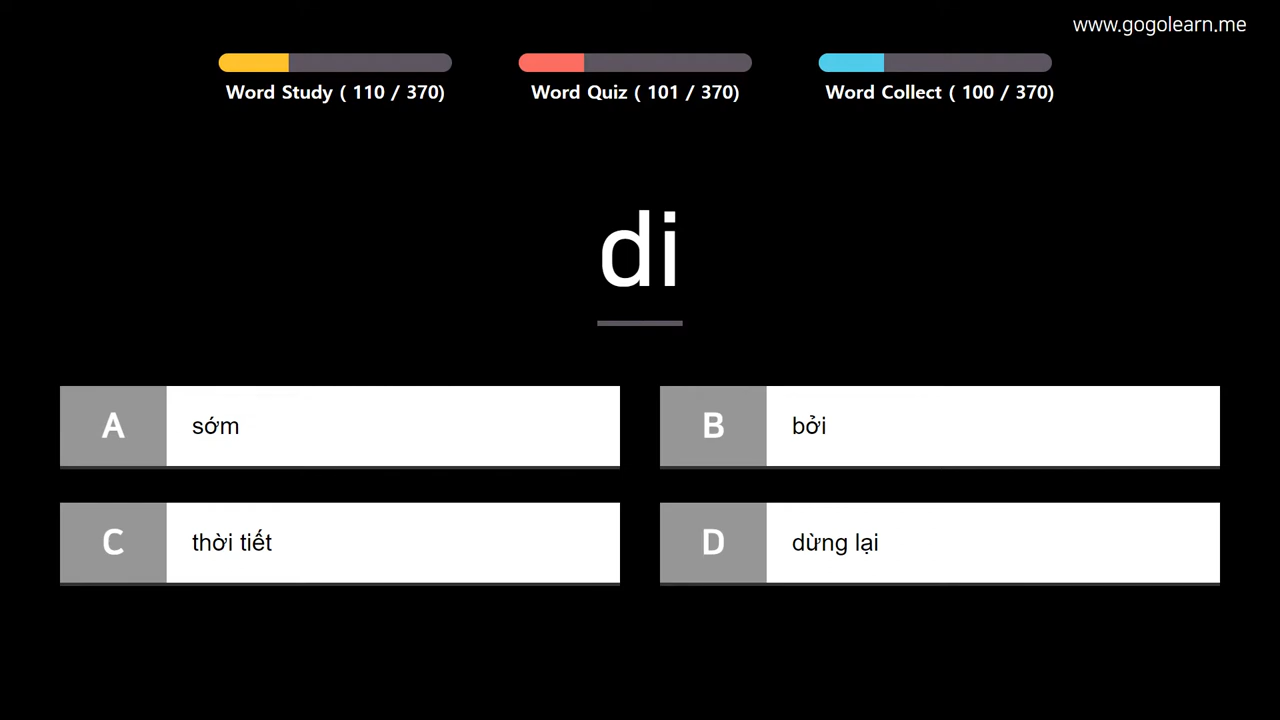 www.gogolearn.me
Word Study ( 110 / 370)
Word Quiz ( 101 / 370)
Word Collect ( 100 / 370)
di
A sớm
B bởi
C thời tiết
D dừng lại